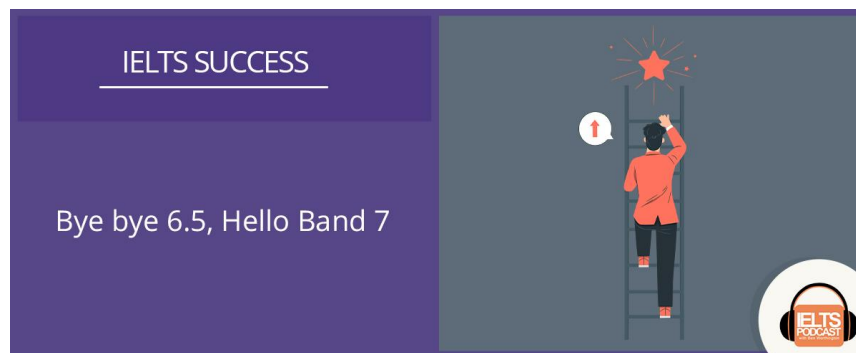 IELTS SUCCESS
Bye bye 6.5, Hello Band 7
IELTS
PODCAST